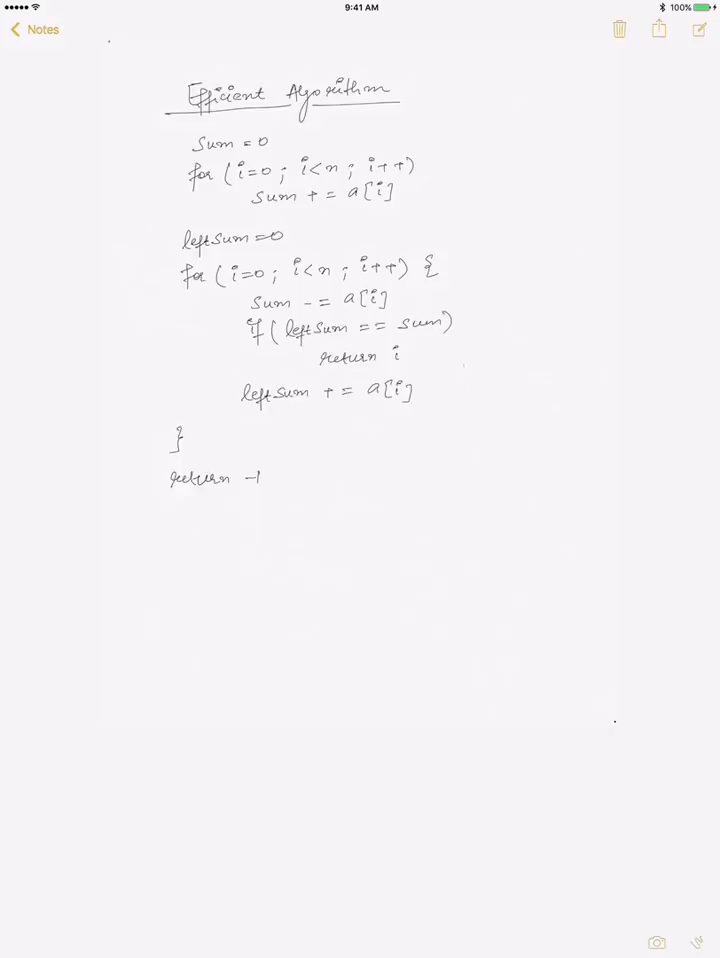 9:41 AM
100%
Notes
Efficient Algorithm
Sum = 0
for (i=0 ; i<n ; i++)
sum += a[i]
leftsum = 0
for (i=0 ; i<n ; i++) {
sum -= a[i]
if (leftsum == sum)
return i
leftsum += a[i]
}
return -1